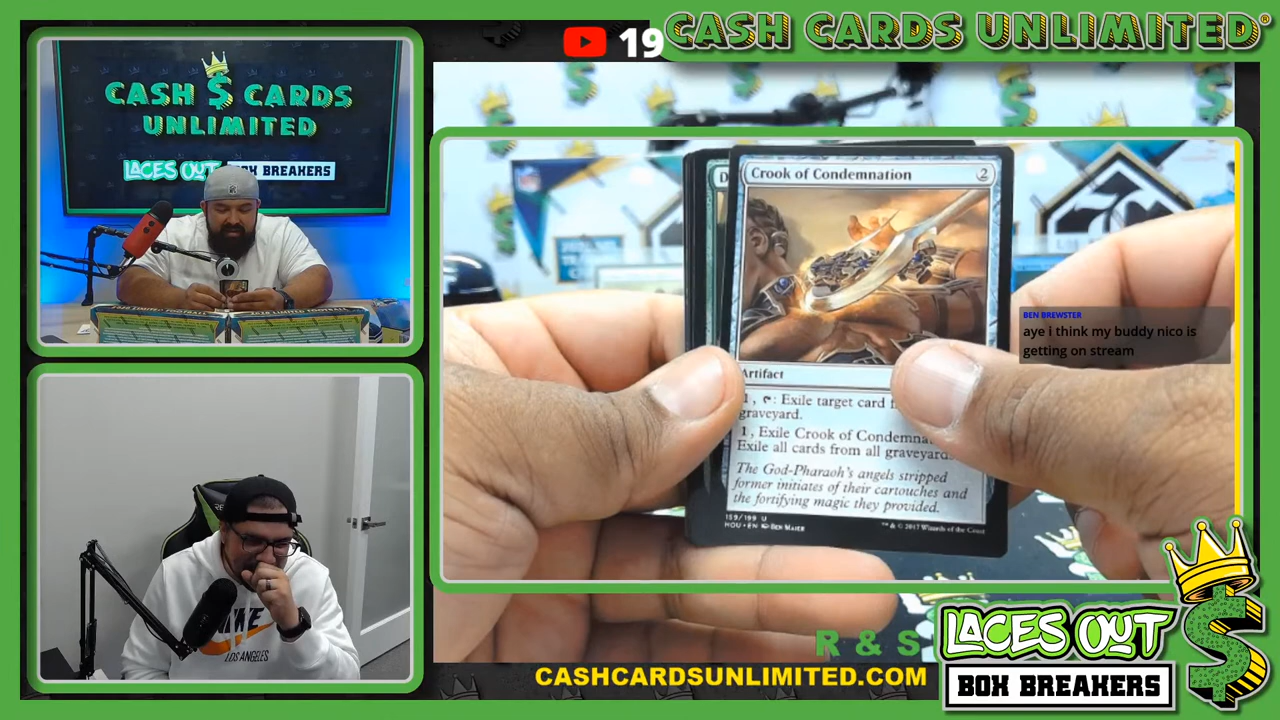 CASH $ CARDS
UNLIMITED
LACES OUT BOX BREAKERS
19
CASH CARDS UNLIMITED®
D
Crook of Condemnation 2
Artifact
1, : Exile target card
graveyard.
1, Exile Crook of
Exile all cards from all
The God-Pharaoh's angels stripped
former initiates of their cartouches and
the fortifying magic they provided.
159/199 U
HOU • EN BEN MAIER
™ & © 2017 Wizards of the Coast
NFL
BEN BREWSTER
aye i think my buddy nico is
getting on stream
LOS ANGELES
R & S
CASHCARDSUNLIMITED.COM
LACES OUT
BOX BREAKERS
$